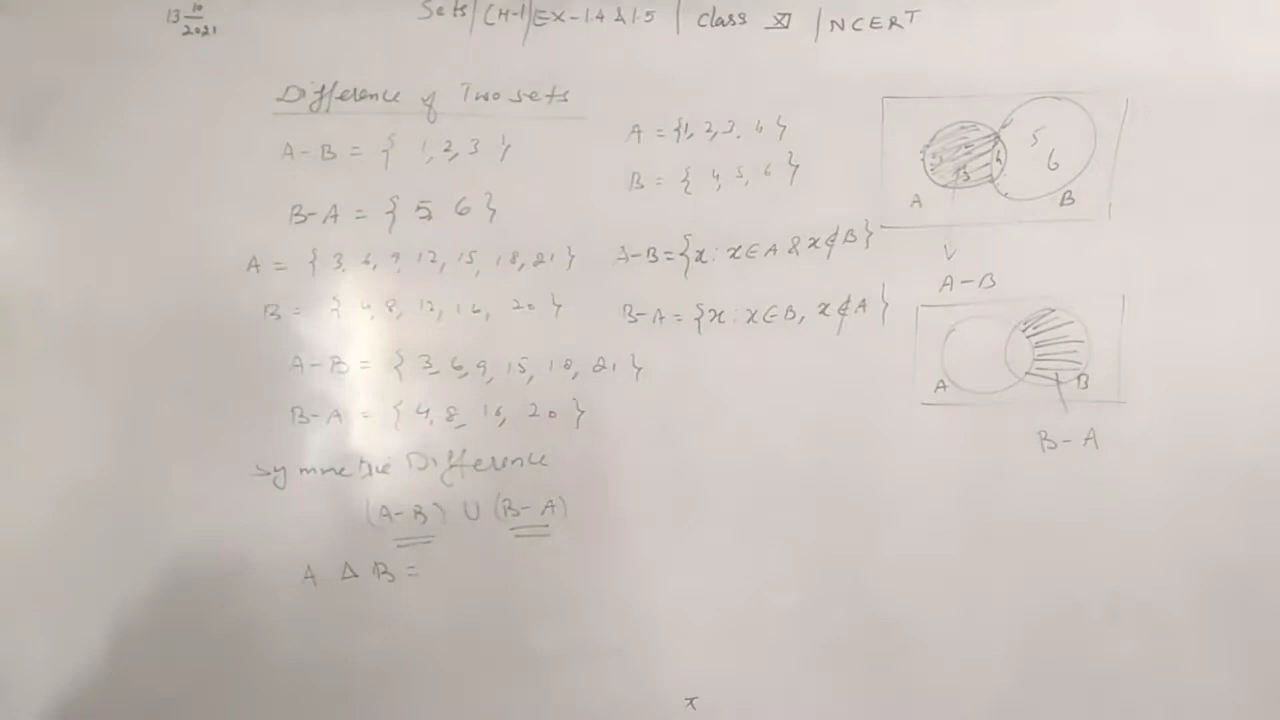 13 10/2021
Sets | CH-1 | EX-1.4 & 1.5 | class XI | NCERT
Difference of Two sets
A-B = { 1, 2, 3 }
B-A = { 5, 6 }
A = { 3, 6, 9, 12, 15, 18, 21 }
B = { 4, 8, 12, 16, 20 }
A-B = { 3, 6, 9, 15, 18, 21 }
B-A = { 4, 8, 16, 20 }
Symmetric Difference
(A-B) ∪ (B-A)
A Δ B =
A = {1, 2, 3, 4 }
B = { 4, 5, 6 }
A-B = {x : x ∈ A & x ∉ B}
B-A = {x : x ∈ B, x ∉ A }
4 5
3 6
A B
A-B
A B
B-A
x